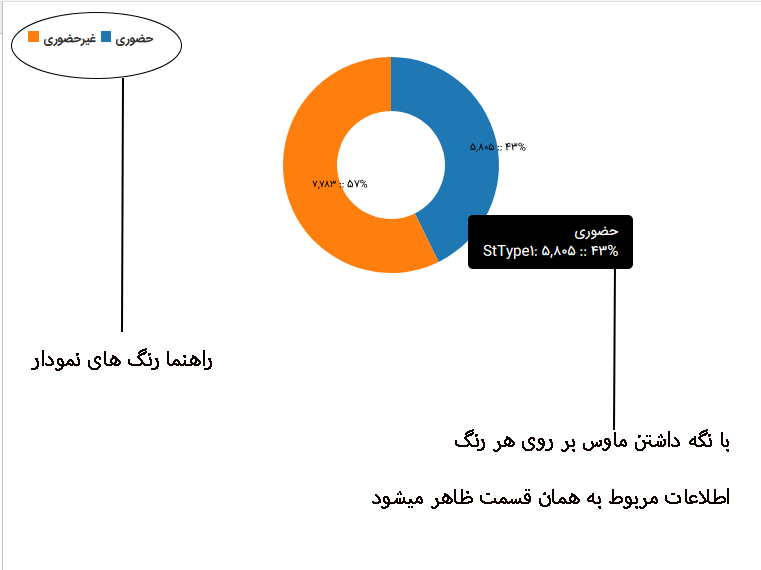 حضوری غیرحضوری
۵,۸۰۵ :: ۴۳%
۷,۷۸۳ :: ۵۷%
حضوری
StType۱: ۵,۸۰۵ :: ۴۳%
راهنما رنگ های نمودار
با نگه داشتن ماوس بر روی هر رنگ
اطلاعات مربوط به همان قسمت ظاهر میشود